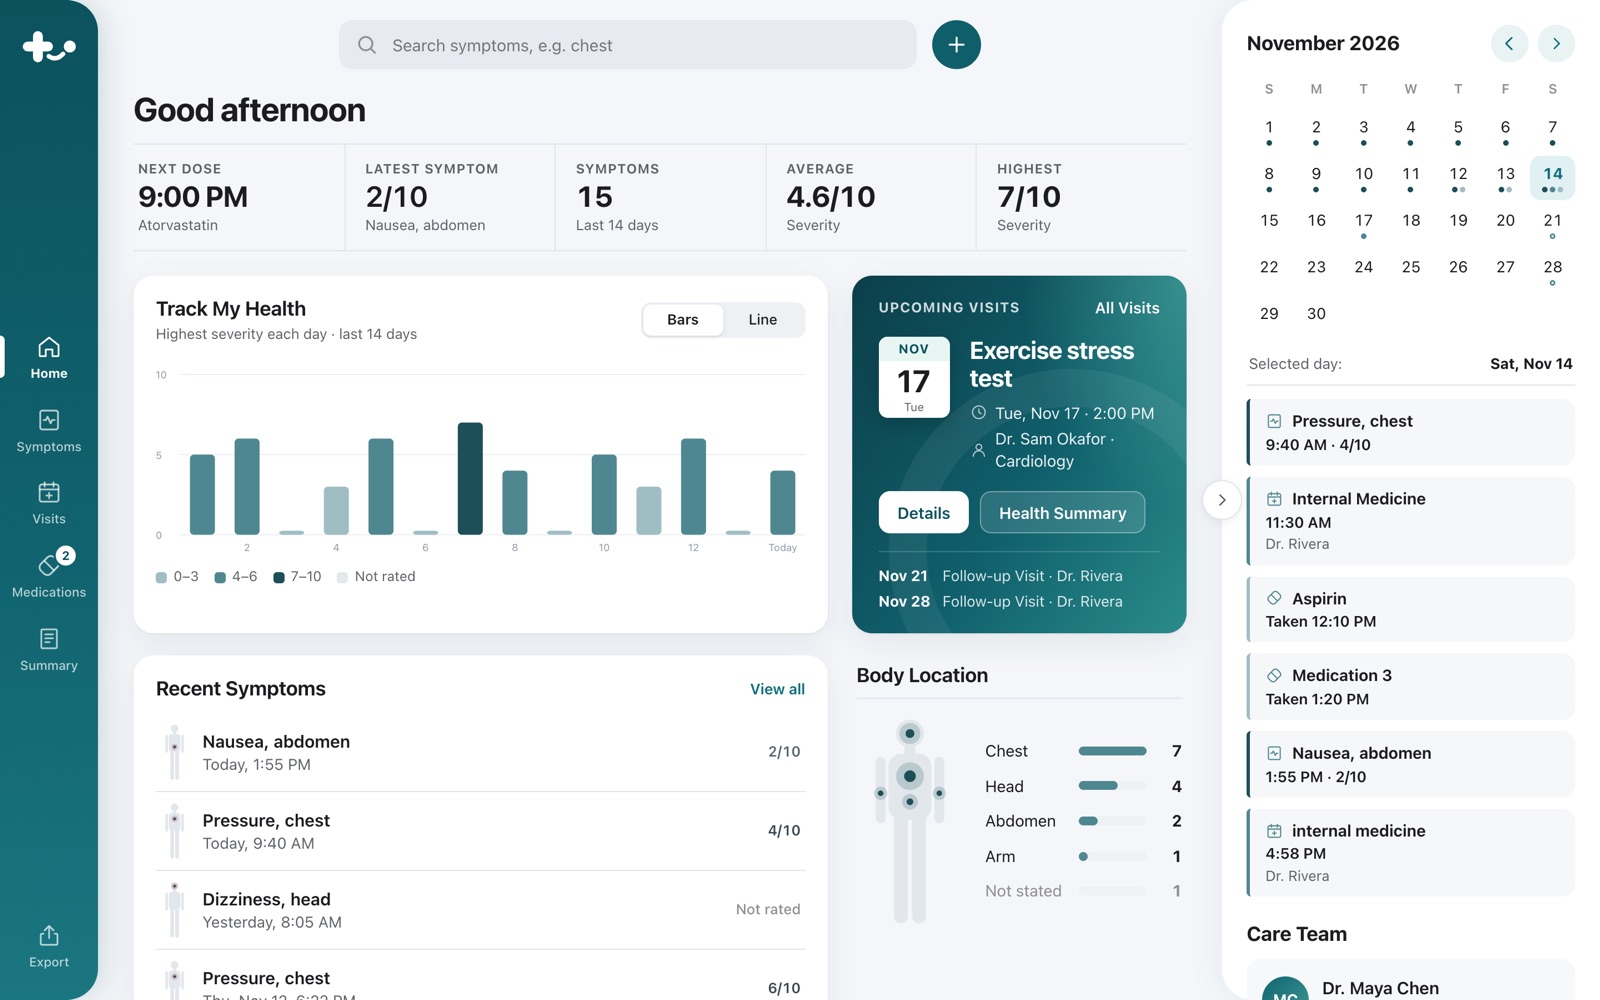 Search symptoms, e.g. chest
Good afternoon
NEXT DOSE
9:00 PM
Atorvastatin
LATEST SYMPTOM
2/10
Nausea, abdomen
SYMPTOMS
15
Last 14 days
AVERAGE
4.6/10
Severity
HIGHEST
7/10
Severity
Home
Symptoms
Visits
2
Medications
Summary
Export
Track My Health
Highest severity each day · last 14 days
Bars
Line
10
5
0
2
4
6
8
10
12
Today
0–3
4–6
7–10
Not rated
UPCOMING VISITS
All Visits
NOV
17
Tue
Exercise stress
test
Tue, Nov 17 · 2:00 PM
Dr. Sam Okafor ·
Cardiology
Details
Health Summary
Nov 21 Follow-up Visit · Dr. Rivera
Nov 28 Follow-up Visit · Dr. Rivera
Recent Symptoms
View all
Nausea, abdomen
Today, 1:55 PM
2/10
Pressure, chest
Today, 9:40 AM
4/10
Dizziness, head
Yesterday, 8:05 AM
Not rated
Pressure, chest
Thu, Nov 12, 6:22 PM
6/10
Body Location
Chest 7
Head 4
Abdomen 2
Arm 1
Not stated 1
November 2026
S M T W T F S
1 2 3 4 5 6 7
8 9 10 11 12 13 14
15 16 17 18 19 20 21
22 23 24 25 26 27 28
29 30
Selected day:
Sat, Nov 14
Pressure, chest
9:40 AM · 4/10
Internal Medicine
11:30 AM
Dr. Rivera
Aspirin
Taken 12:10 PM
Medication 3
Taken 1:20 PM
Nausea, abdomen
1:55 PM · 2/10
internal medicine
4:58 PM
Dr. Rivera
Care Team
MC
Dr. Maya Chen